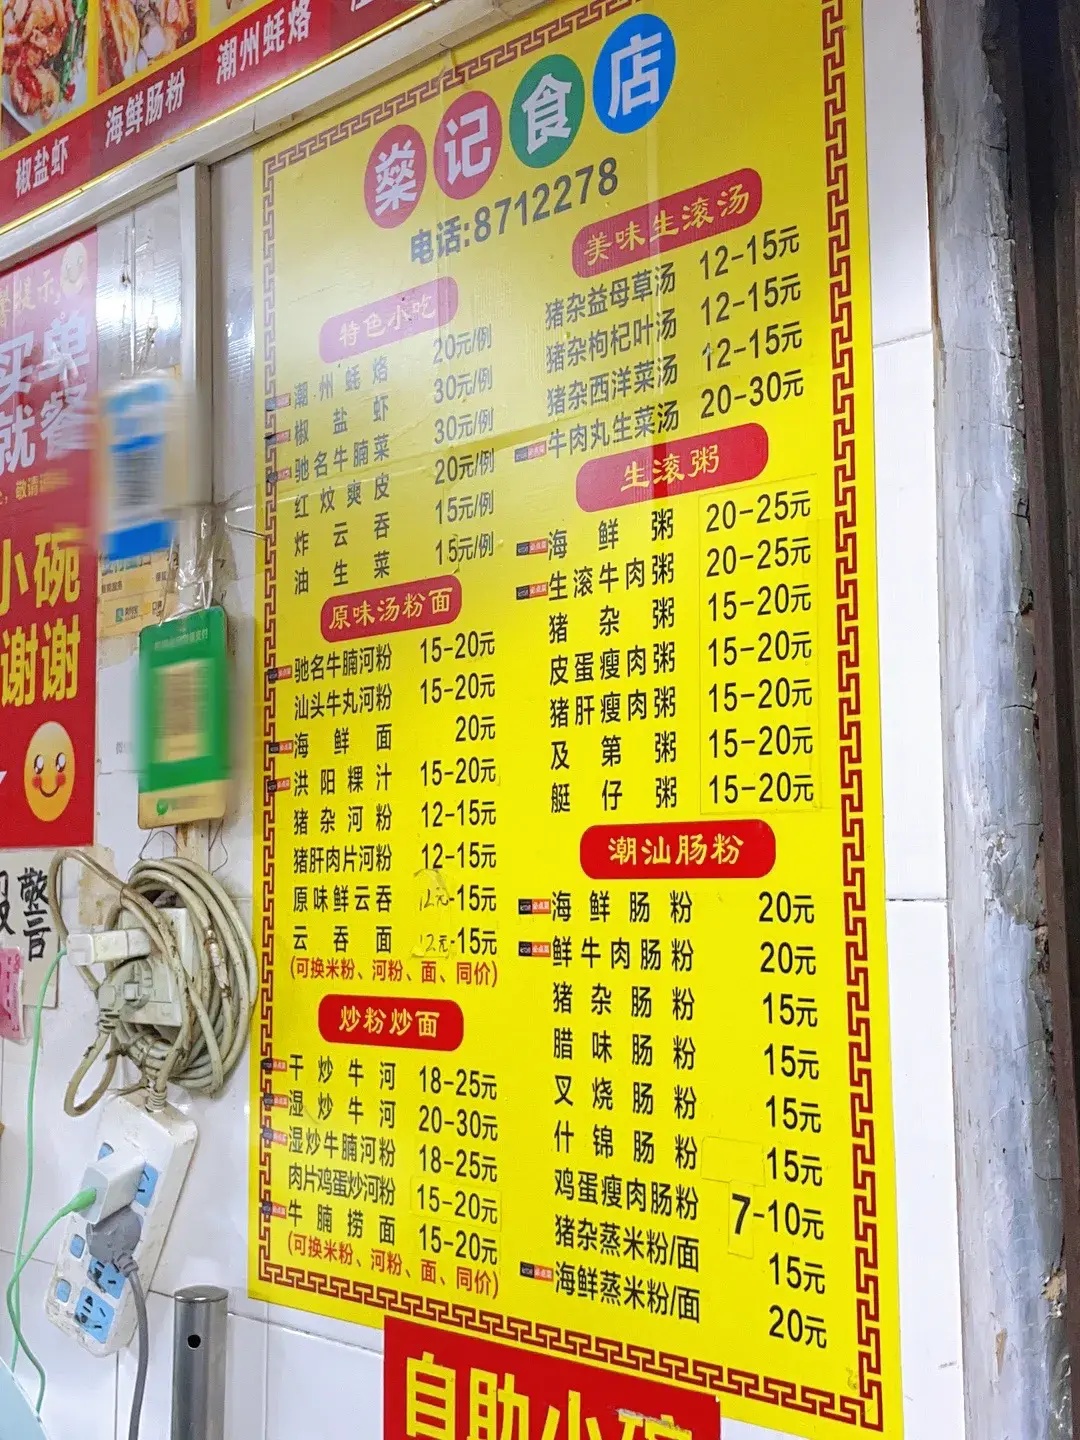 椒盐虾
海鲜肠粉
潮州蚝烙
提示
买单
就餐
敬请
小碗
谢谢
警
燊记食店
电话:8712278
特色小吃
潮州蚝烙 20元/例
椒盐虾 30元/例
驰名牛腩菜 30元/例
红炆爽皮 20元/例
炸云吞 15元/例
油生菜 15元/例
原味汤粉面
驰名牛腩河粉 15-20元
汕头牛丸河粉 15-20元
海鲜面 20元
洪阳粿汁 15-20元
猪杂河粉 12-15元
猪肝肉片河粉 12-15元
原味鲜云吞 12元-15元
云吞面 12元-15元
(可换米粉、河粉、面、同价)
炒粉炒面
干炒牛河 18-25元
湿炒牛河 20-30元
湿炒牛腩河粉 18-25元
肉片鸡蛋炒河粉 15-20元
牛腩捞面 15-20元
(可换米粉、河粉、面、同价)
美味生滚汤
猪杂益母草汤 12-15元
猪杂枸杞叶汤 12-15元
猪杂西洋菜汤 12-15元
牛肉丸生菜汤 20-30元
生滚粥
海鲜粥 20-25元
生滚牛肉粥 20-25元
猪杂粥 15-20元
皮蛋瘦肉粥 15-20元
猪肝瘦肉粥 15-20元
及第粥 15-20元
艇仔粥 15-20元
潮汕肠粉
海鲜肠粉 20元
鲜牛肉肠粉 20元
猪杂肠粉 15元
腊味肠粉 15元
叉烧肠粉 15元
什锦肠粉 15元
鸡蛋瘦肉肠粉 7-10元
猪杂蒸米粉/面 15元
海鲜蒸米粉/面 20元
自助小碗